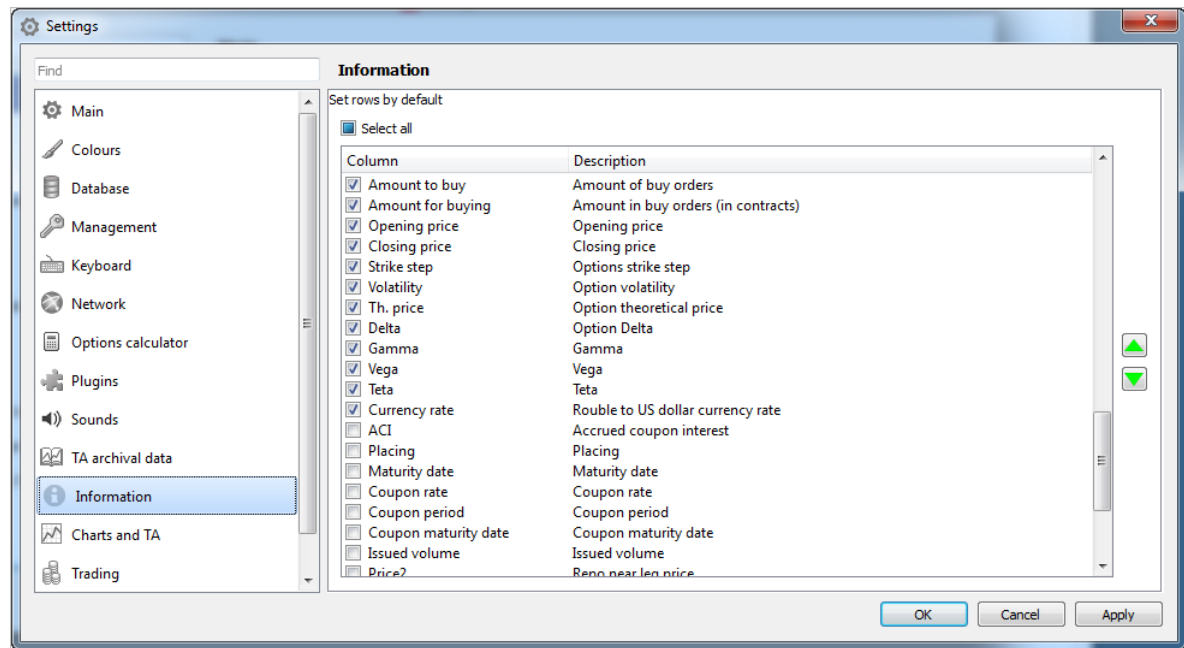 Settings
Find
Information
Main
Colours
Database
Management
Keyboard
Network
Options calculator
Plugins
Sounds
TA archival data
Information
Charts and TA
Trading
Set rows by default
Select all
Column Description
Amount to buy Amount of buy orders
Amount for buying Amount in buy orders (in contracts)
Opening price Opening price
Closing price Closing price
Strike step Options strike step
Volatility Option volatility
Th. price Option theoretical price
Delta Option Delta
Gamma Gamma
Vega Vega
Teta Teta
Currency rate Rouble to US dollar currency rate
ACI Accrued coupon interest
Placing Placing
Maturity date Maturity date
Coupon rate Coupon rate
Coupon period Coupon period
Coupon maturity date Coupon maturity date
Issued volume Issued volume
Price2 Repo near leg price
OK Cancel Apply